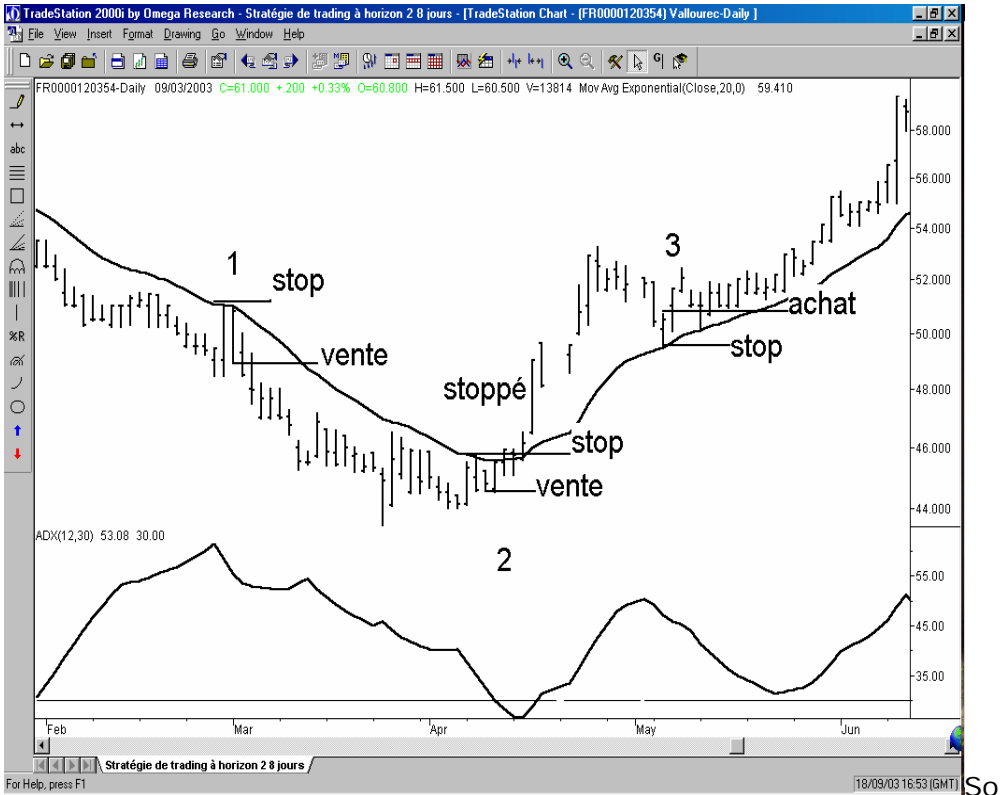 TradeStation 2000i by Omega Research - Stratégie de trading à horizon 2 8 jours - [TradeStation Chart - (FR0000120354) Vallourec-Daily ]
File View Insert Format Drawing Go Window Help
FR0000120354-Daily 09/03/2003 C=61.000 +.200 +0.33% O=60.800 H=61.500 L=60.500 V=13814 Mov Avg Exponential(Close,20,0) 59.410
abc
%R
58.000
56.000
54.000
52.000
50.000
48.000
46.000
44.000
1
stop
vente
3
achat
stop
stoppé
stop
vente
2
ADX(12,30) 53.08 30.00
55.00
45.00
35.00
Feb Mar Apr May Jun
Stratégie de trading à horizon 2 8 jours
For Help, press F1
18/09/03 16:53 (GMT)
So